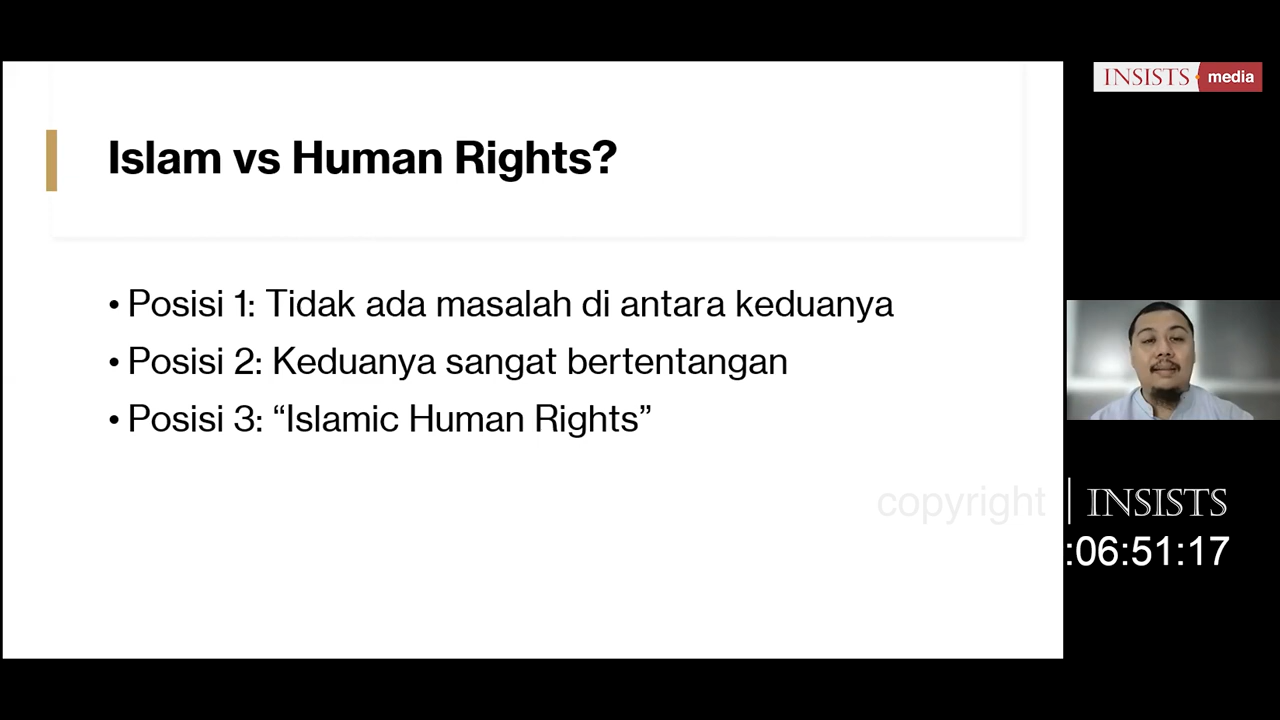 INSISTS media
Islam vs Human Rights?
• Posisi 1: Tidak ada masalah di antara keduanya
• Posisi 2: Keduanya sangat bertentangan
• Posisi 3: “Islamic Human Rights”
copyright | INSISTS
:06:51:17